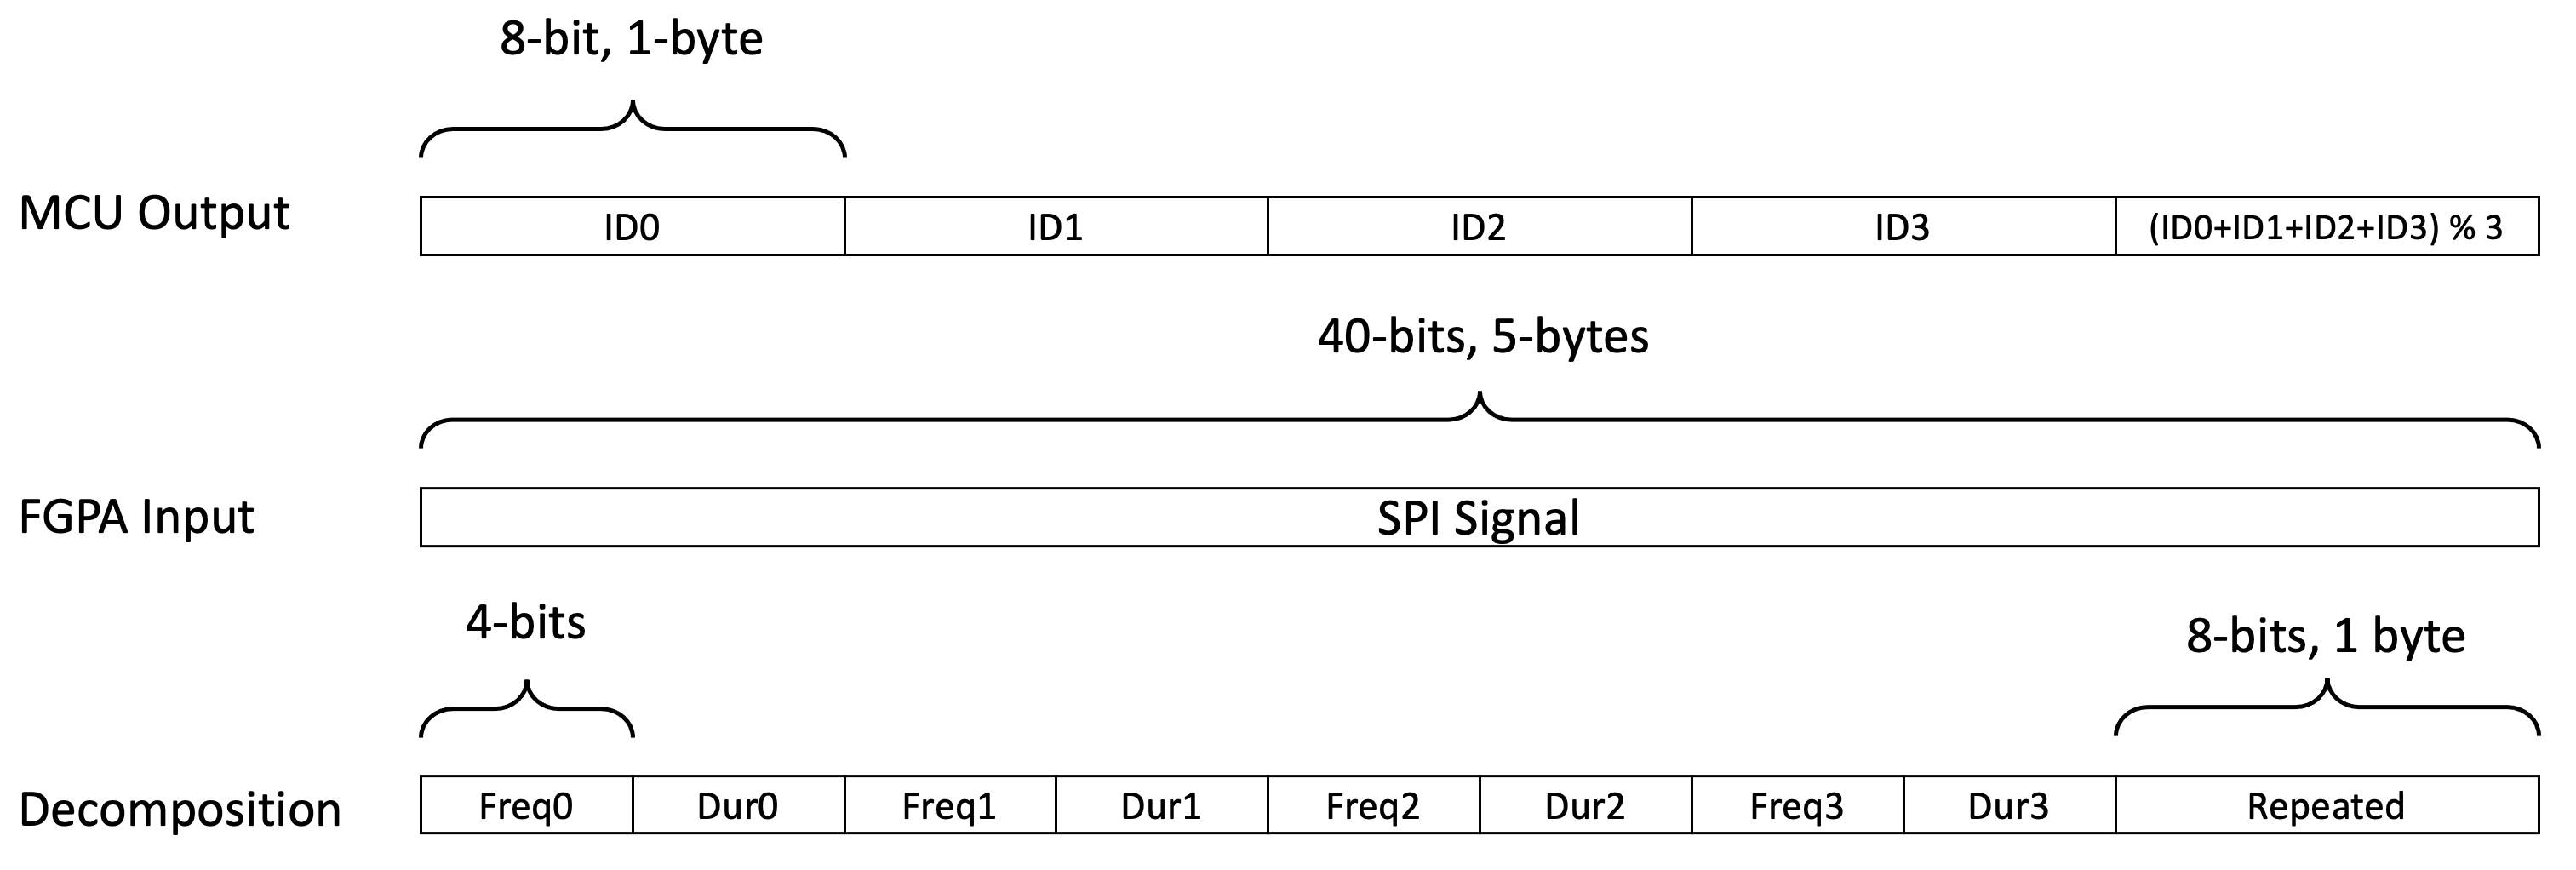 8-bit, 1-byte
MCU Output
ID0
ID1
ID2
ID3
(ID0+ID1+ID2+ID3) % 3
40-bits, 5-bytes
FGPA Input
SPI Signal
4-bits
8-bits, 1 byte
Decomposition
Freq0
Dur0
Freq1
Dur1
Freq2
Dur2
Freq3
Dur3
Repeated